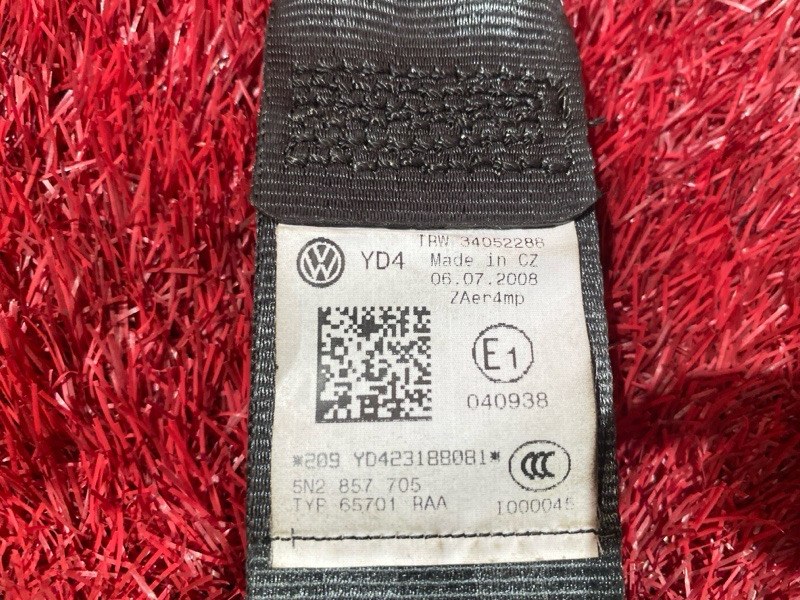 TRW 34052288
YD4 Made in CZ
06.07.2008
ZAer4mp
E1
040938
*209 YD423188081*
CCC
5N2 857 705
TYP 65701 RAA I000045